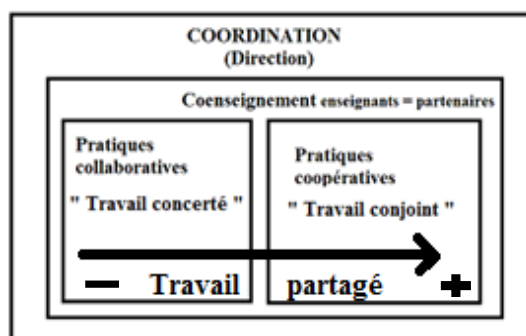 COORDINATION
(Direction)
Coenseignement enseignants = partenaires
Pratiques
collaboratives
" Travail concerté "
Pratiques
coopératives
" Travail conjoint "
− Travail partagé +